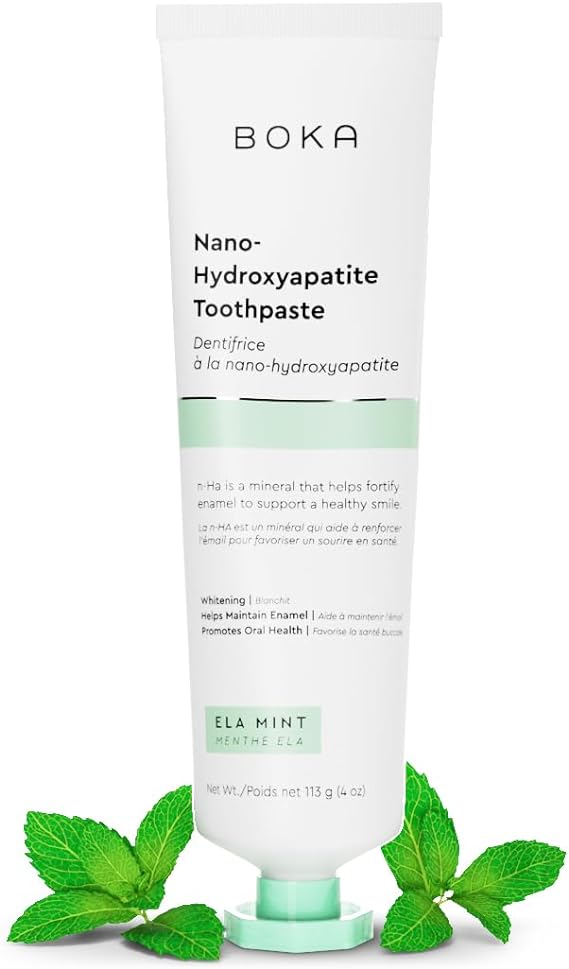 BOKA
Nano-
Hydroxyapatite
Toothpaste
Dentifrice
à la nano-hydroxyapatite
n-Ha is a mineral that helps fortify
enamel to support a healthy smile.
La n-HA est un minéral qui aide à renforcer
l'émail pour favoriser un sourire en santé.
Whitening | Blanchit
Helps Maintain Enamel | Aide à maintenir l'émail
Promotes Oral Health | Favorise la santé
ELA MINT
MENTHE ELA
Net Wt./Poids net 113 g (4 oz)